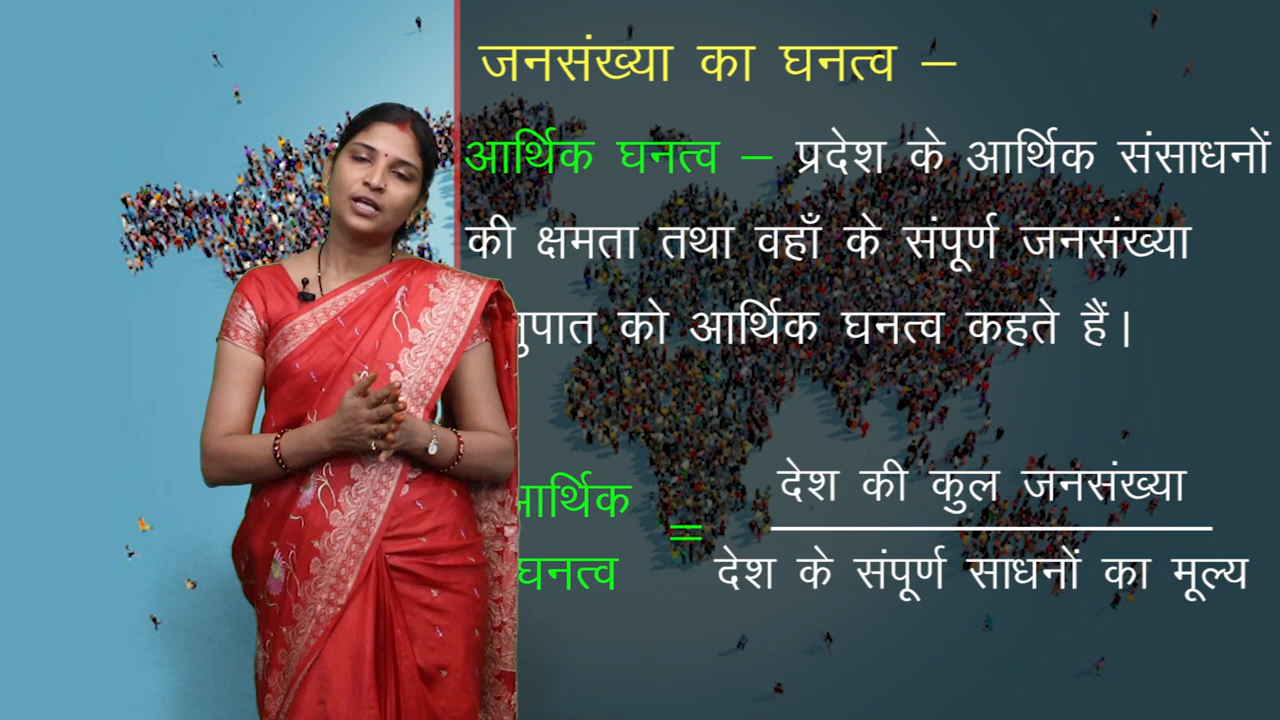 जनसंख्या का घनत्व –
आर्थिक घनत्व – प्रदेश के आर्थिक संसाधनों
की क्षमता तथा वहाँ के संपूर्ण जनसंख्या
को आर्थिक घनत्व कहते हैं।
देश की कुल जनसंख्या
आर्थिक =
घनत्व देश के संपूर्ण साधनों का मूल्य